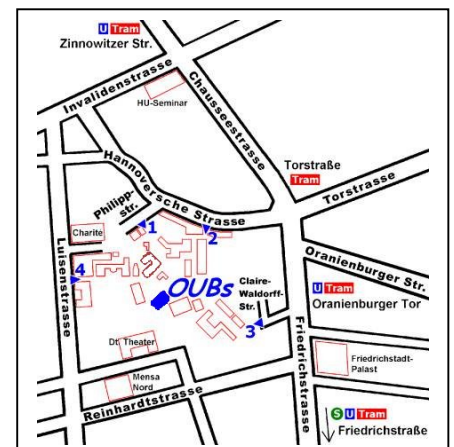 U Tram
Zinnowitzer Str.
Invalidenstrasse
HU-Seminar
Chausseestrasse
Hannoversche Strasse
Torstraße
Tram
Torstrasse
Philipp-
str.
1
2
Charite
Luisenstrasse
4
OUBs
Claire-
Waldorff-
Str.
3
Oranienburger Str.
U Tram
Oranienburger Tor
Dt. Theater
Friedrichstrasse
Friedrichstadt-
Palast
Mensa
Nord
Reinhardtstrasse
S U Tram
Friedrichstraße